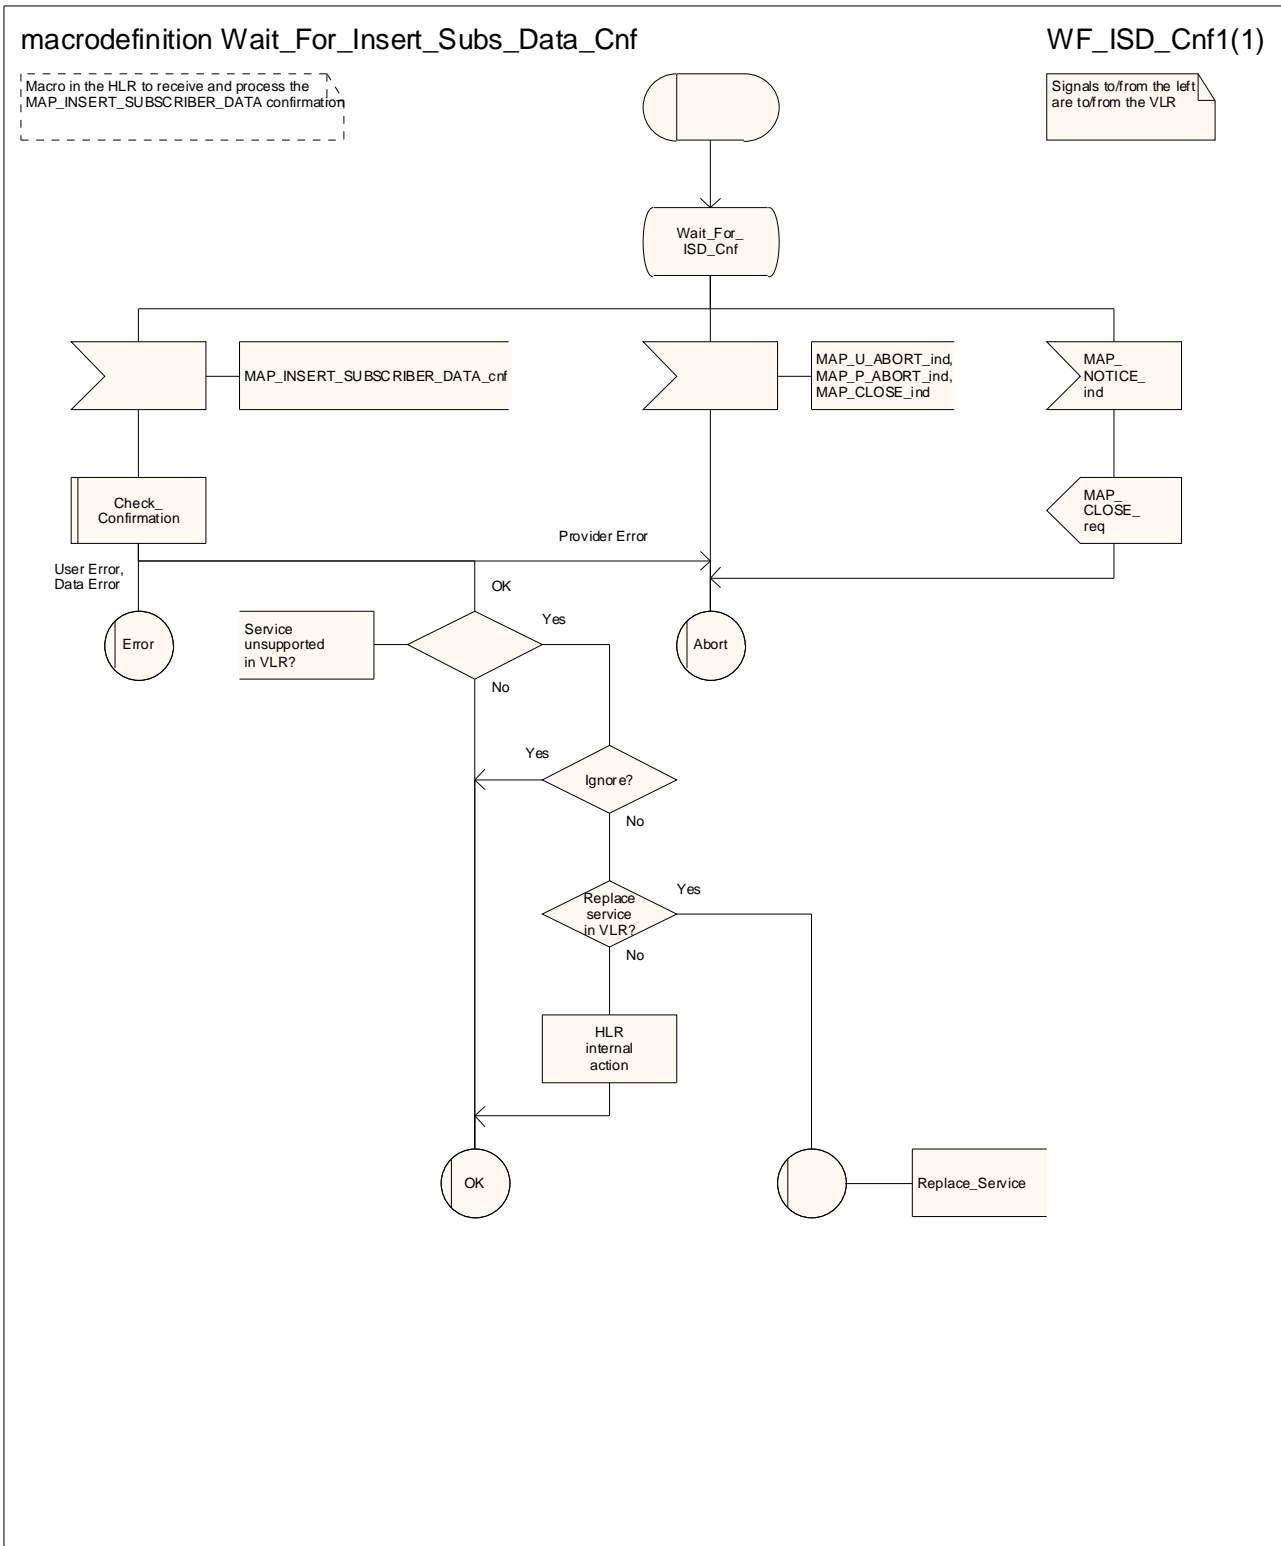 macrodefinition Wait_For_Insert_Subs_Data_Cnf
WF_ISD_Cnf1(1)
Macro in the HLR to receive and process the
MAP_INSERT_SUBSCRIBER_DATA confirmation
Signals to/from the left
are to/from the VLR
Wait_For_
ISD_Cnf
MAP_INSERT_SUBSCRIBER_DATA_cnf
MAP_U_ABORT_ind,
MAP_P_ABORT_ind,
MAP_CLOSE_ind
MAP_
NOTICE_
ind
Check_
Confirmation
MAP_
CLOSE_
req
Provider Error
User Error,
Data Error
OK
Error
Service
unsupported
in VLR?
Yes
No
Abort
Yes
Ignore?
No
Replace
service
in VLR?
Yes
No
HLR
internal
action
OK
Replace_Service